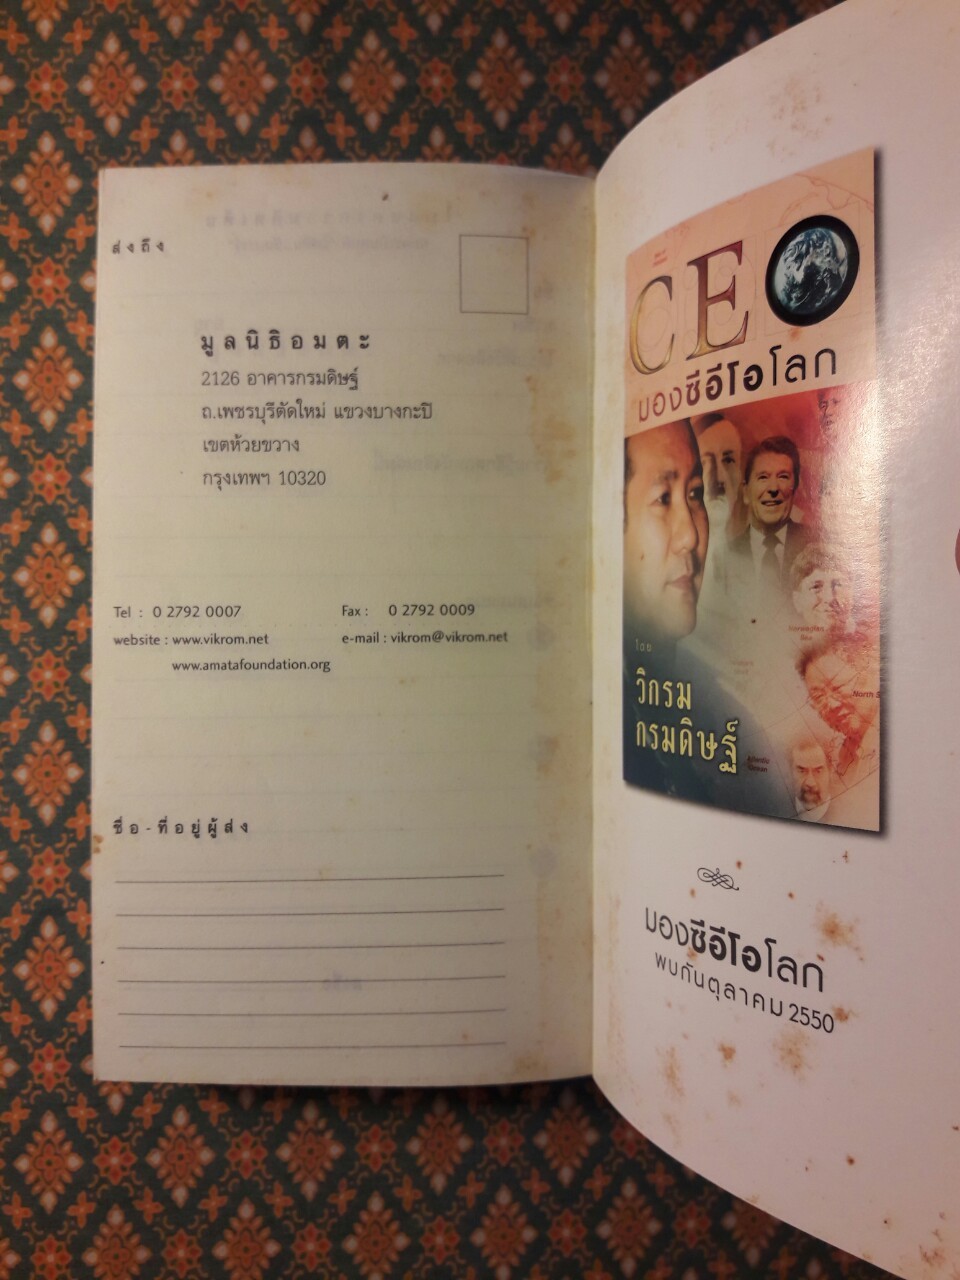 ส่งถึง
มูลนิธิอมตะ
2126 อาคารกรมดิษฐ์
ถ.เพชรบุรีตัดใหม่ แขวงบางกะปิ
เขตห้วยขวาง
กรุงเทพฯ 10320
Tel : 0 2792 0007 Fax : 0 2792 0009
website : www.vikrom.net e-mail : vikrom@vikrom.net
www.amatafoundation.org
ชื่อ - ที่อยู่ผู้ส่ง
CEO
มองซีอีโอโลก
โดย
วิกรม
กรมดิษฐ์
มองซีอีโอโลก
พบกันตุลาคม 2550